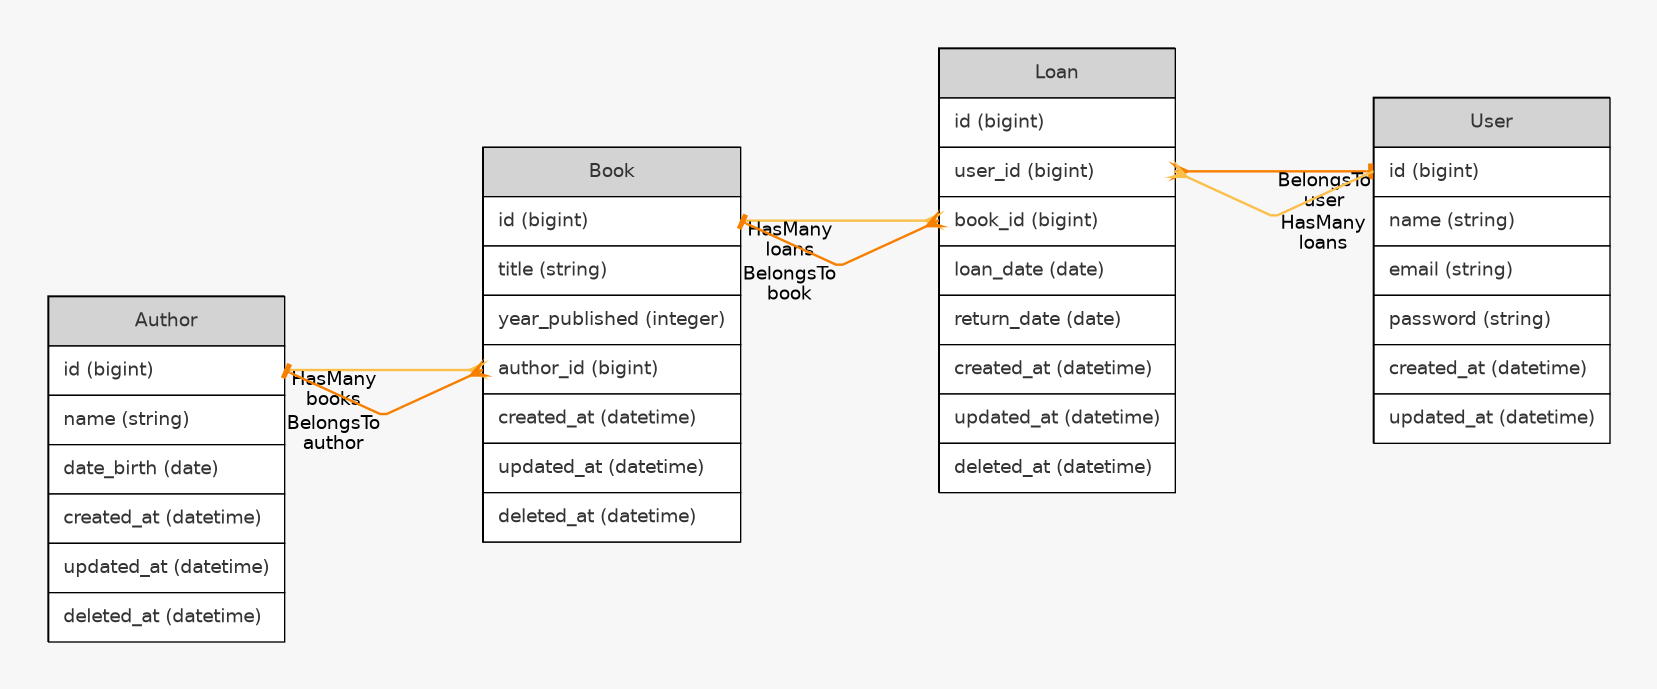 Author
id (bigint)
name (string)
date_birth (date)
created_at (datetime)
updated_at (datetime)
deleted_at (datetime)
HasMany
books
BelongsTo
author
Book
id (bigint)
title (string)
year_published (integer)
author_id (bigint)
created_at (datetime)
updated_at (datetime)
deleted_at (datetime)
HasMany
loans
BelongsTo
book
Loan
id (bigint)
user_id (bigint)
book_id (bigint)
loan_date (date)
return_date (date)
created_at (datetime)
updated_at (datetime)
deleted_at (datetime)
BelongsTo
user
HasMany
loans
User
id (bigint)
name (string)
email (string)
password (string)
created_at (datetime)
updated_at (datetime)